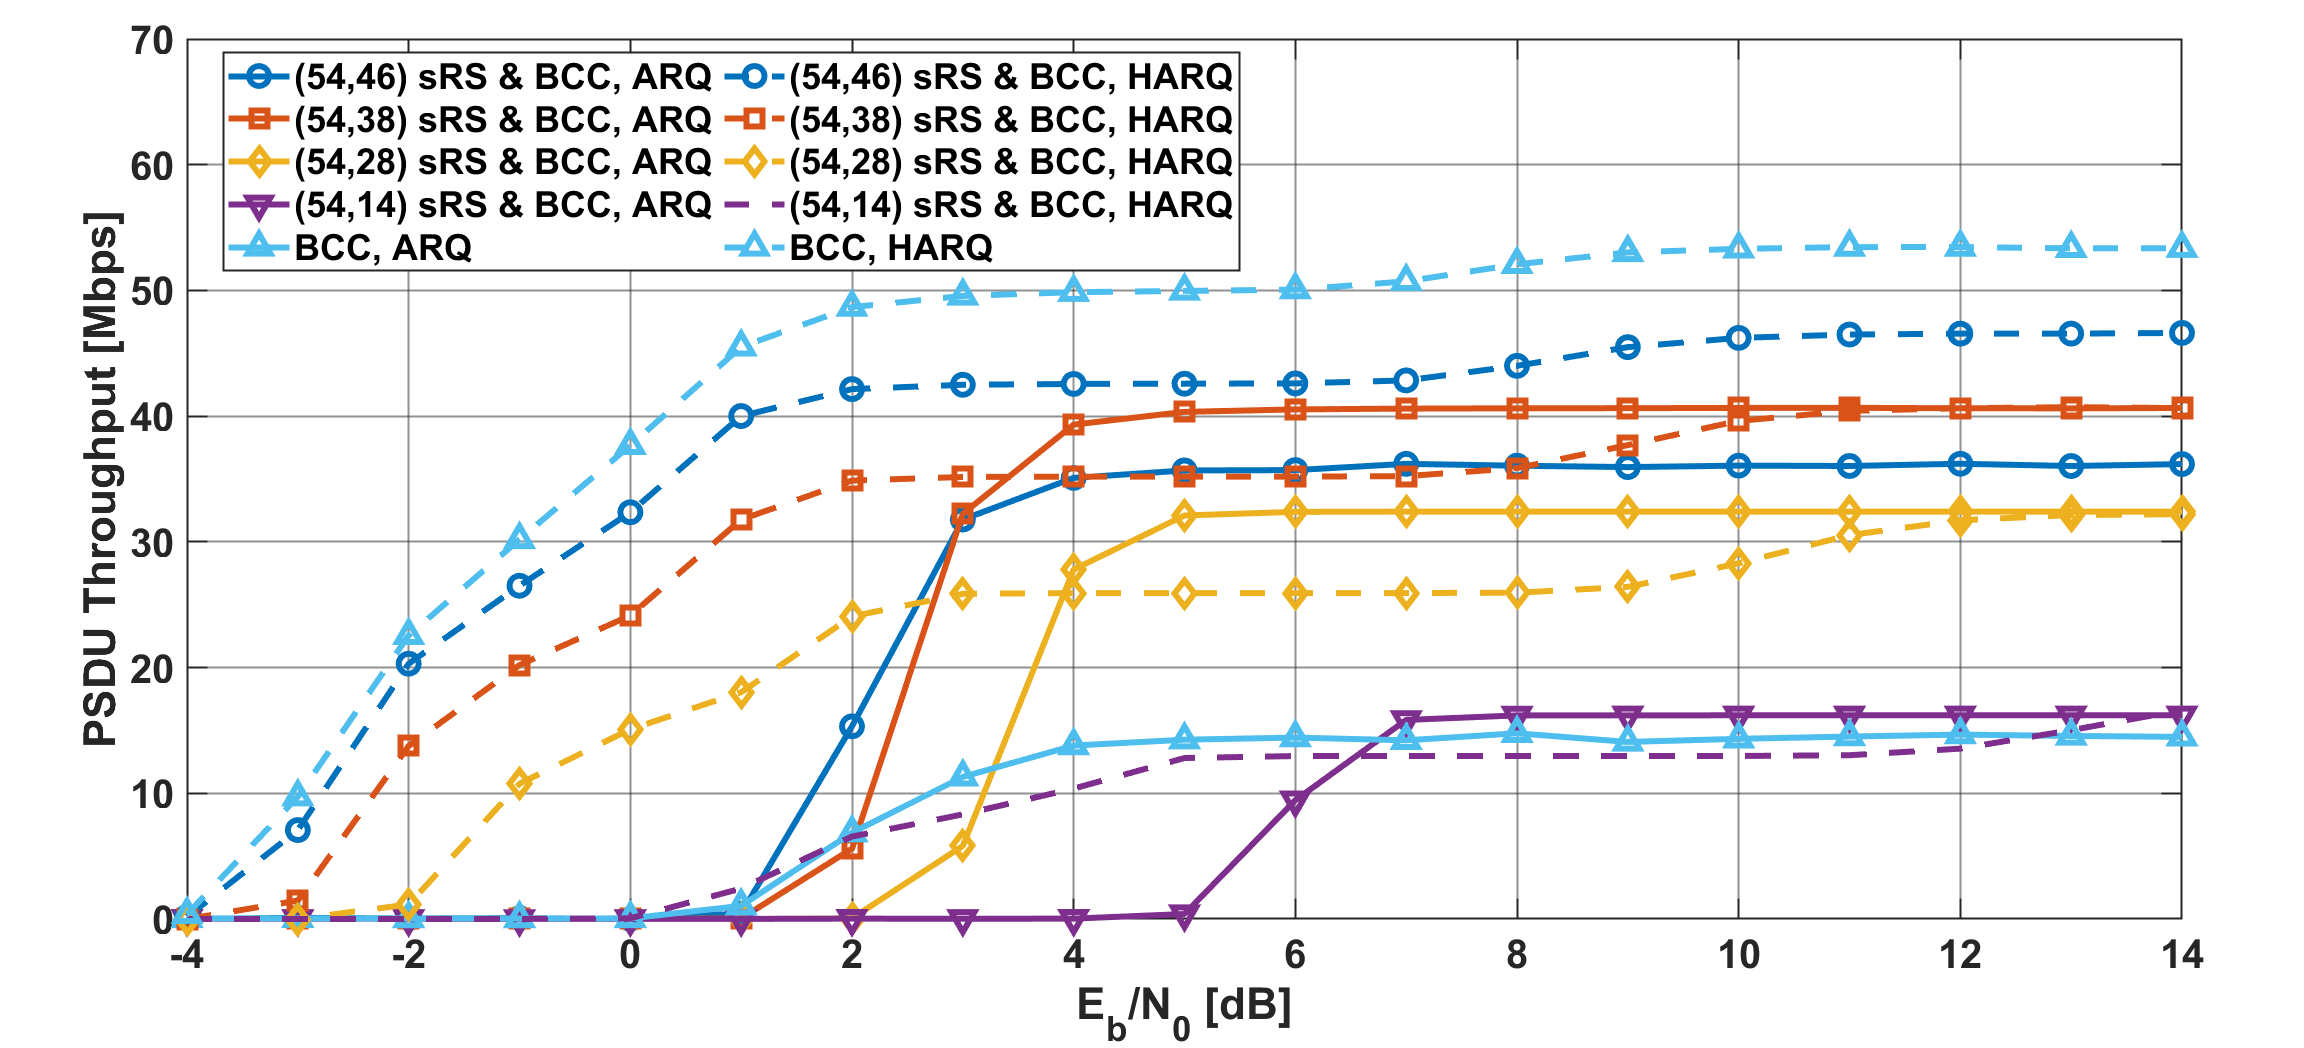 70
60
50
40
30
20
10
0
PSDU Throughput [Mbps]
(54,46) sRS & BCC, ARQ
(54,46) sRS & BCC, HARQ
(54,38) sRS & BCC, ARQ
(54,38) sRS & BCC, HARQ
(54,28) sRS & BCC, ARQ
(54,28) sRS & BCC, HARQ
(54,14) sRS & BCC, ARQ
(54,14) sRS & BCC, HARQ
BCC, ARQ
BCC, HARQ
-4 -2 0 2 4 6 8 10 12 14
E_b/N_0 [dB]